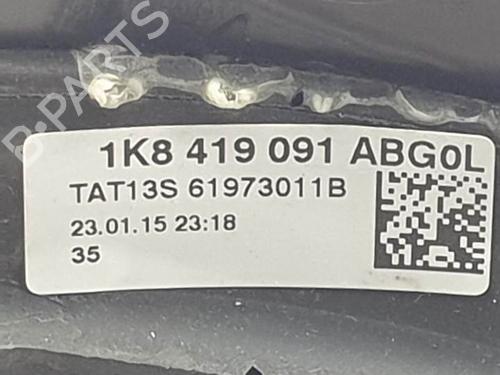 B-PARTS
1K8 419 091 ABG0L
TAT13S 61973011B
23.01.15 23:18
35